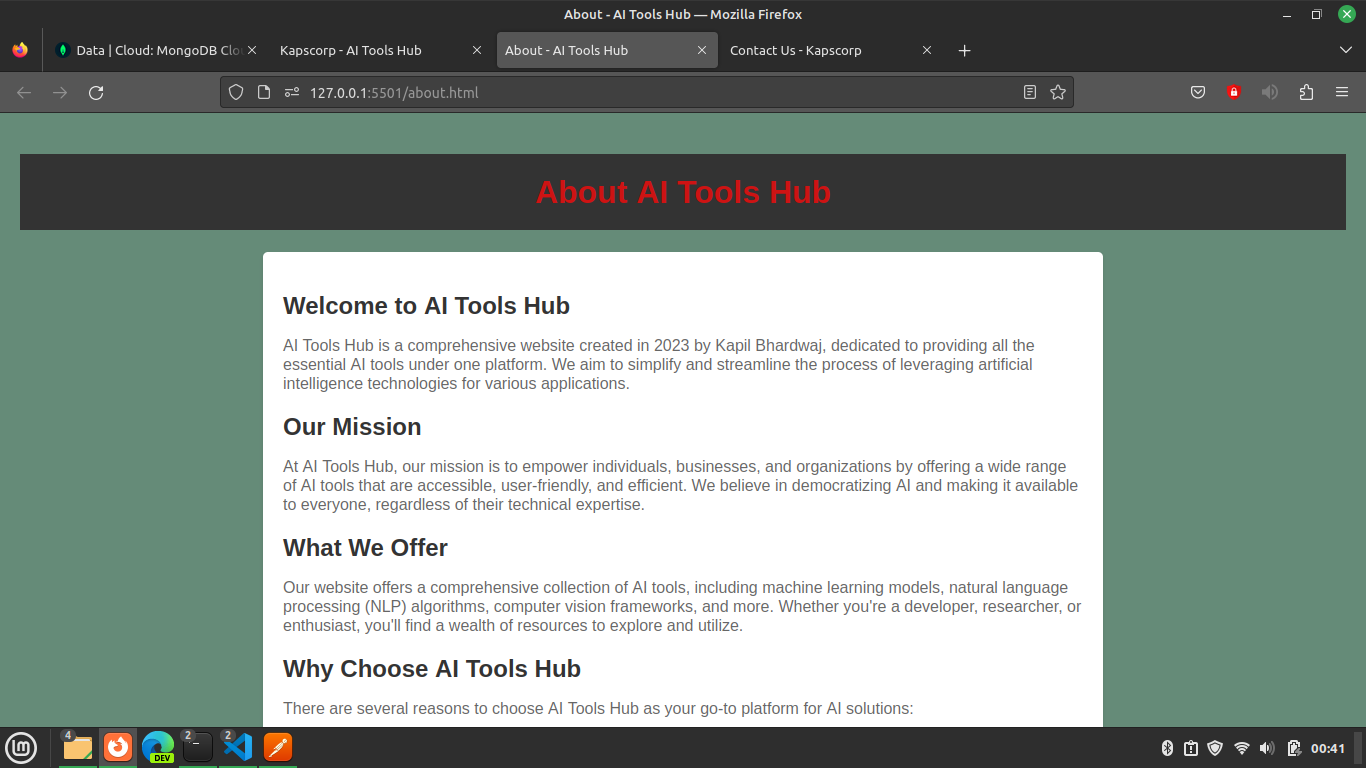 About - AI Tools Hub — Mozilla Firefox
Data | Cloud: MongoDB Clo
Kapscorp - AI Tools Hub
About - AI Tools Hub
Contact Us - Kapscorp
127.0.0.1:5501/about.html
About AI Tools Hub
Welcome to AI Tools Hub
AI Tools Hub is a comprehensive website created in 2023 by Kapil Bhardwaj, dedicated to providing all the
essential AI tools under one platform. We aim to simplify and streamline the process of leveraging artificial
intelligence technologies for various applications.
Our Mission
At AI Tools Hub, our mission is to empower individuals, businesses, and organizations by offering a wide range
of AI tools that are accessible, user-friendly, and efficient. We believe in democratizing AI and making it available
to everyone, regardless of their technical expertise.
What We Offer
Our website offers a comprehensive collection of AI tools, including machine learning models, natural language
processing (NLP) algorithms, computer vision frameworks, and more. Whether you're a developer, researcher, or
enthusiast, you'll find a wealth of resources to explore and utilize.
Why Choose AI Tools Hub
There are several reasons to choose AI Tools Hub as your go-to platform for AI solutions:
4
DEV
2
2
00:41